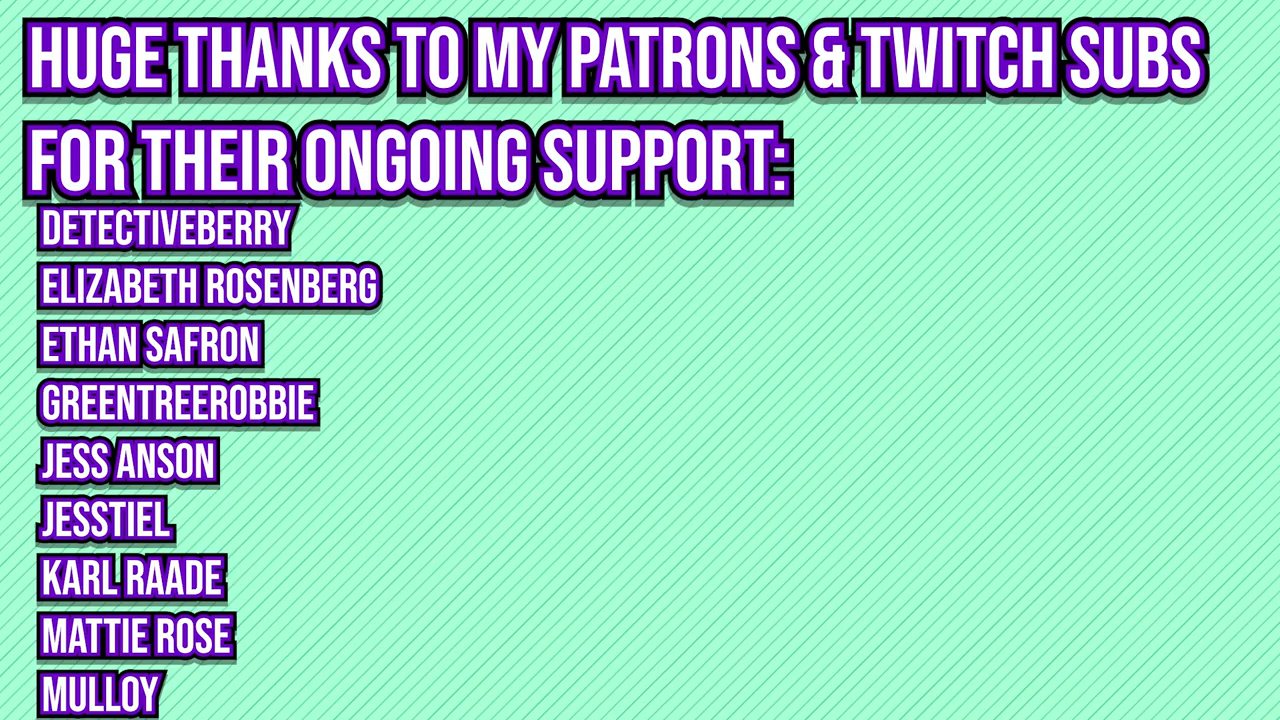 HUGE THANKS TO MY PATRONS & TWITCH SUBS
FOR THEIR ONGOING SUPPORT:
DETECTIVEBERRY
ELIZABETH ROSENBERG
ETHAN SAFRON
GREENTREEROBBIE
JESS ANSON
JESSTIEL
KARL RAADE
MATTIE ROSE
MULLOY